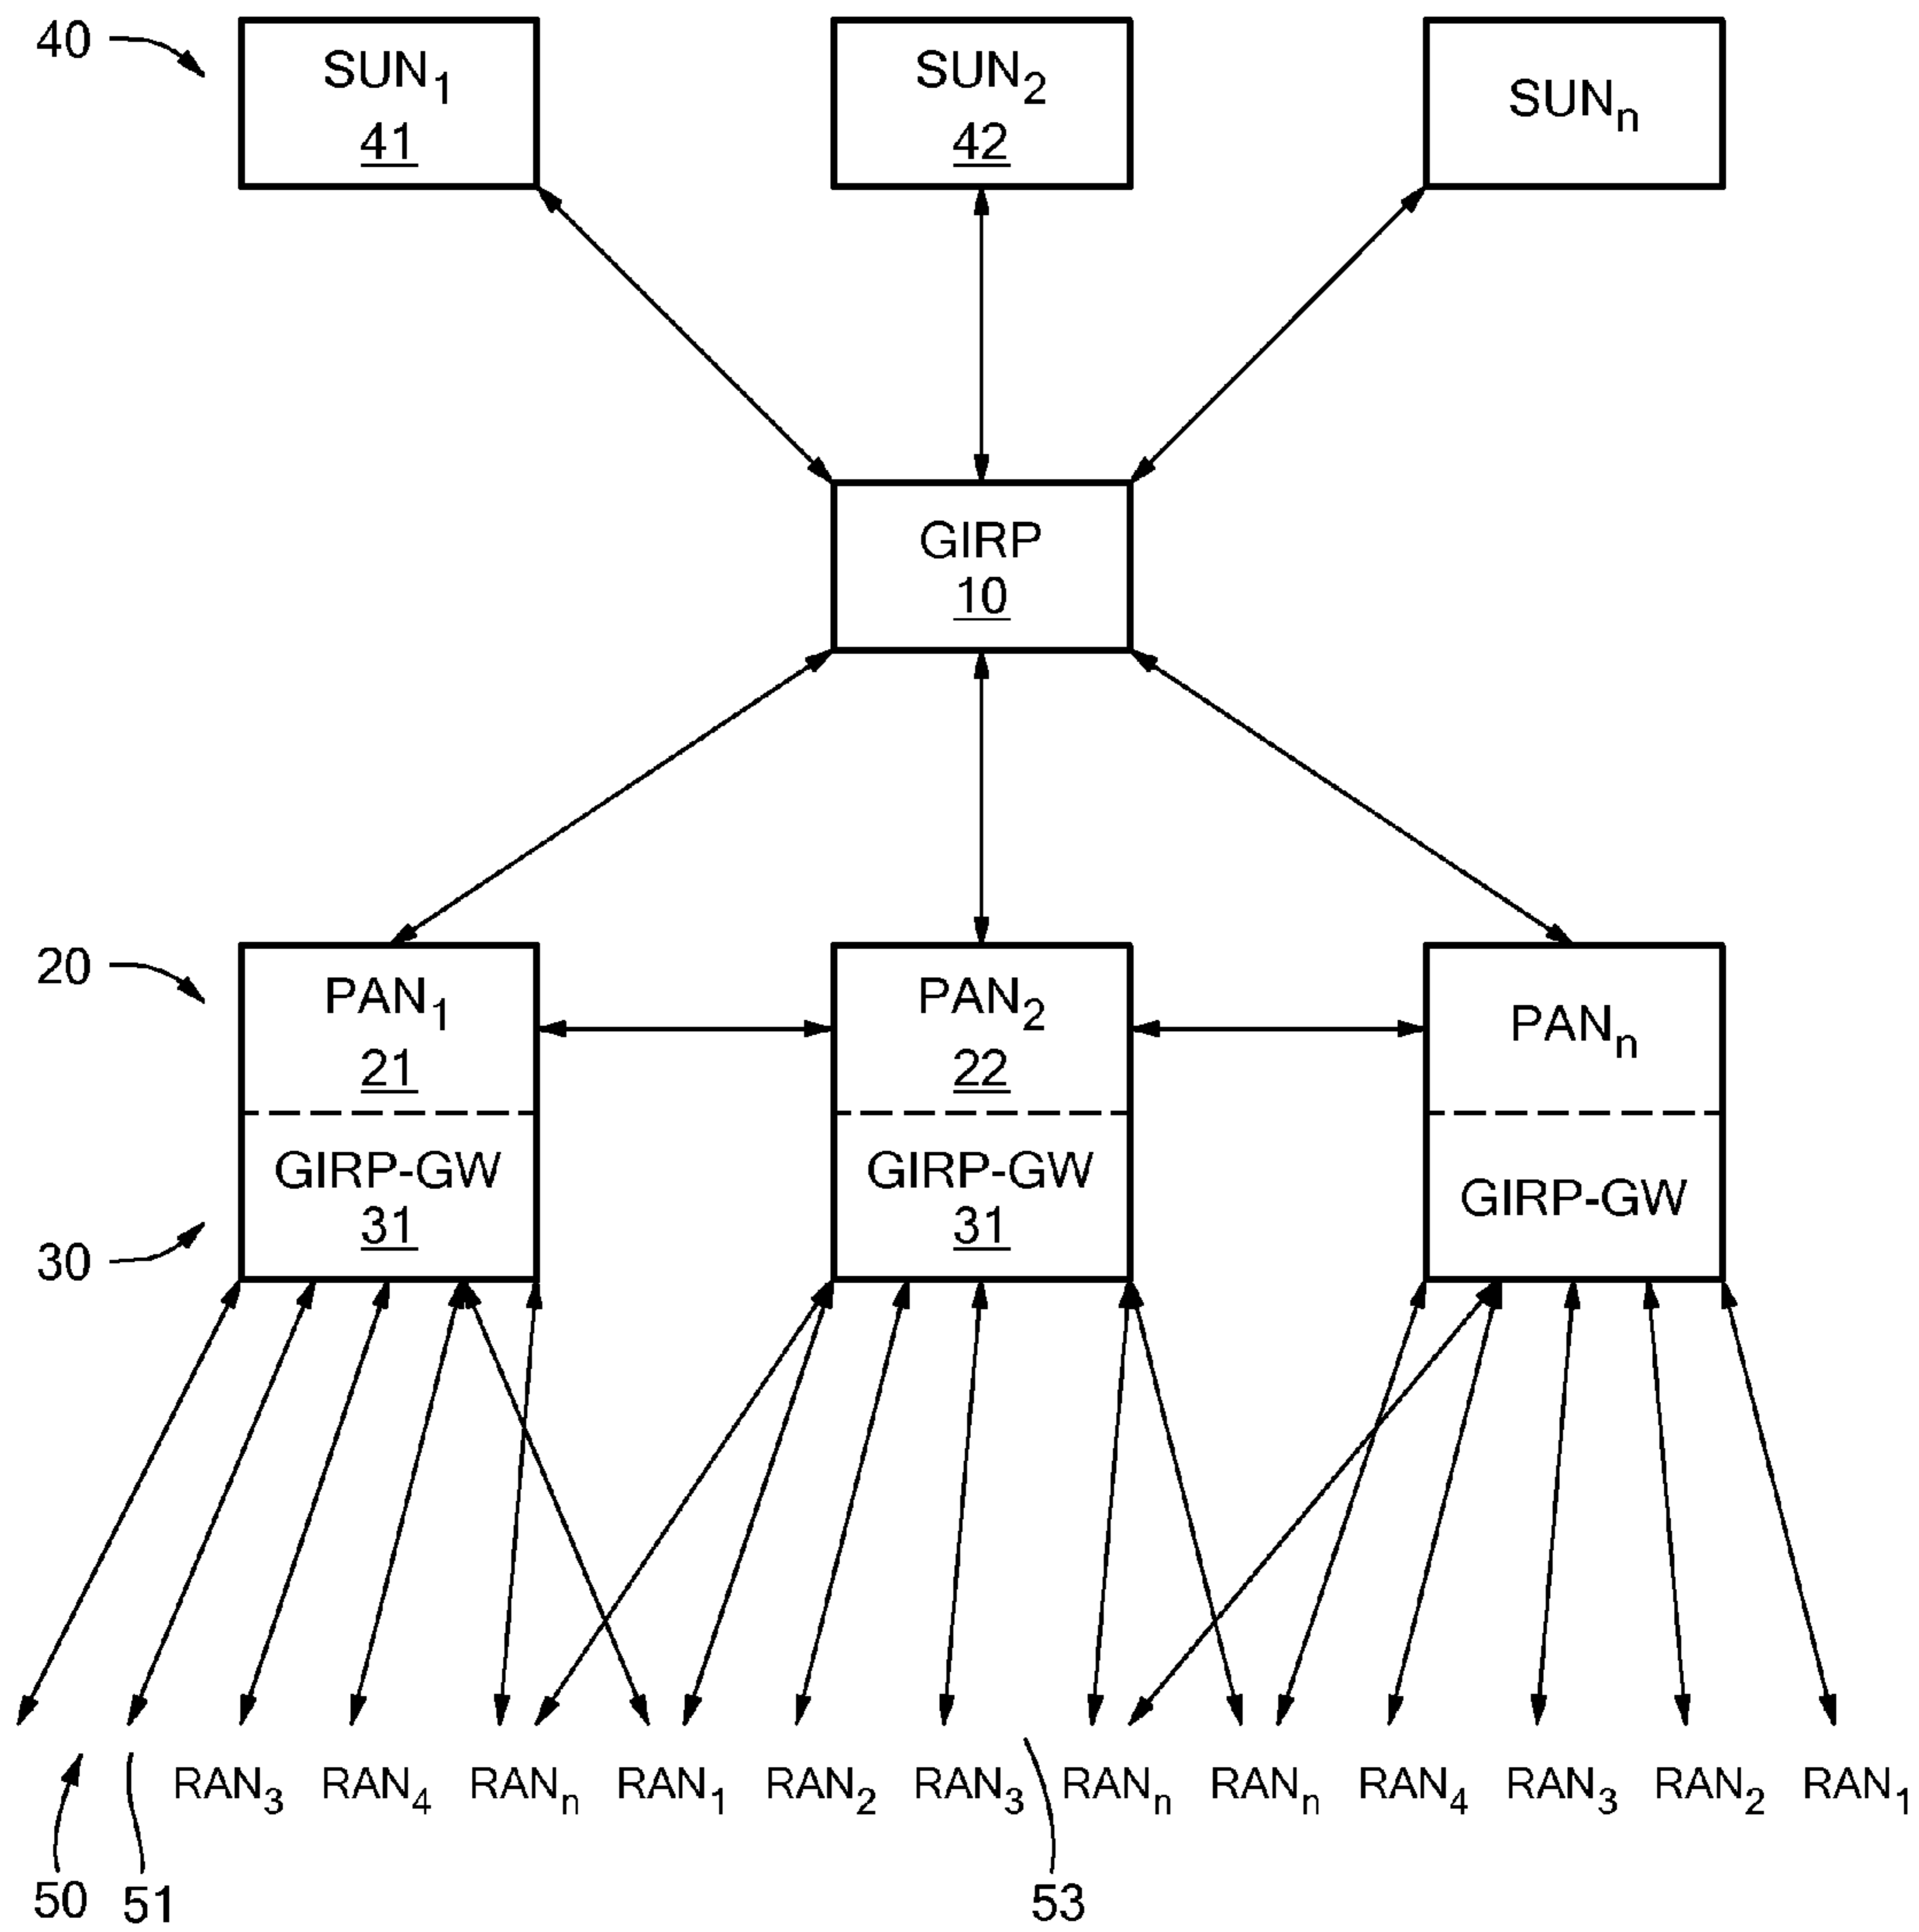 40
SUN1
41
SUN2
42
SUNn
GIRP
10
20
PAN1
21
PAN2
22
PANn
30
GIRP-GW
31
GIRP-GW
31
GIRP-GW
RAN3 RAN4 RANn RAN1 RAN2 RAN3 RANn RANn RAN4 RAN3 RAN2 RAN1
50 51 53